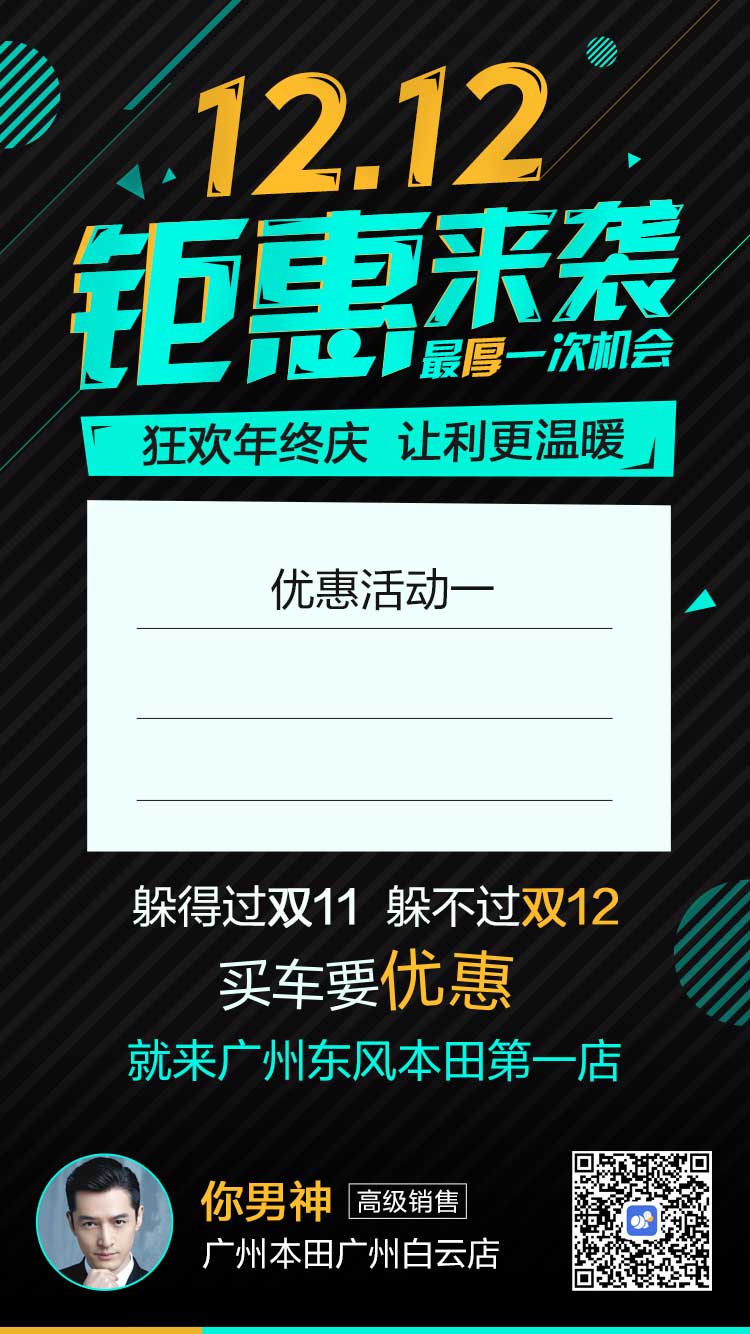 12.12
钜惠来袭
最厚一次机会
狂欢年终庆 让利更温暖
优惠活动一
躲得过双11 躲不过双12
买车要优惠
就来广州东风本田第一店
你男神 高级销售
广州本田广州白云店